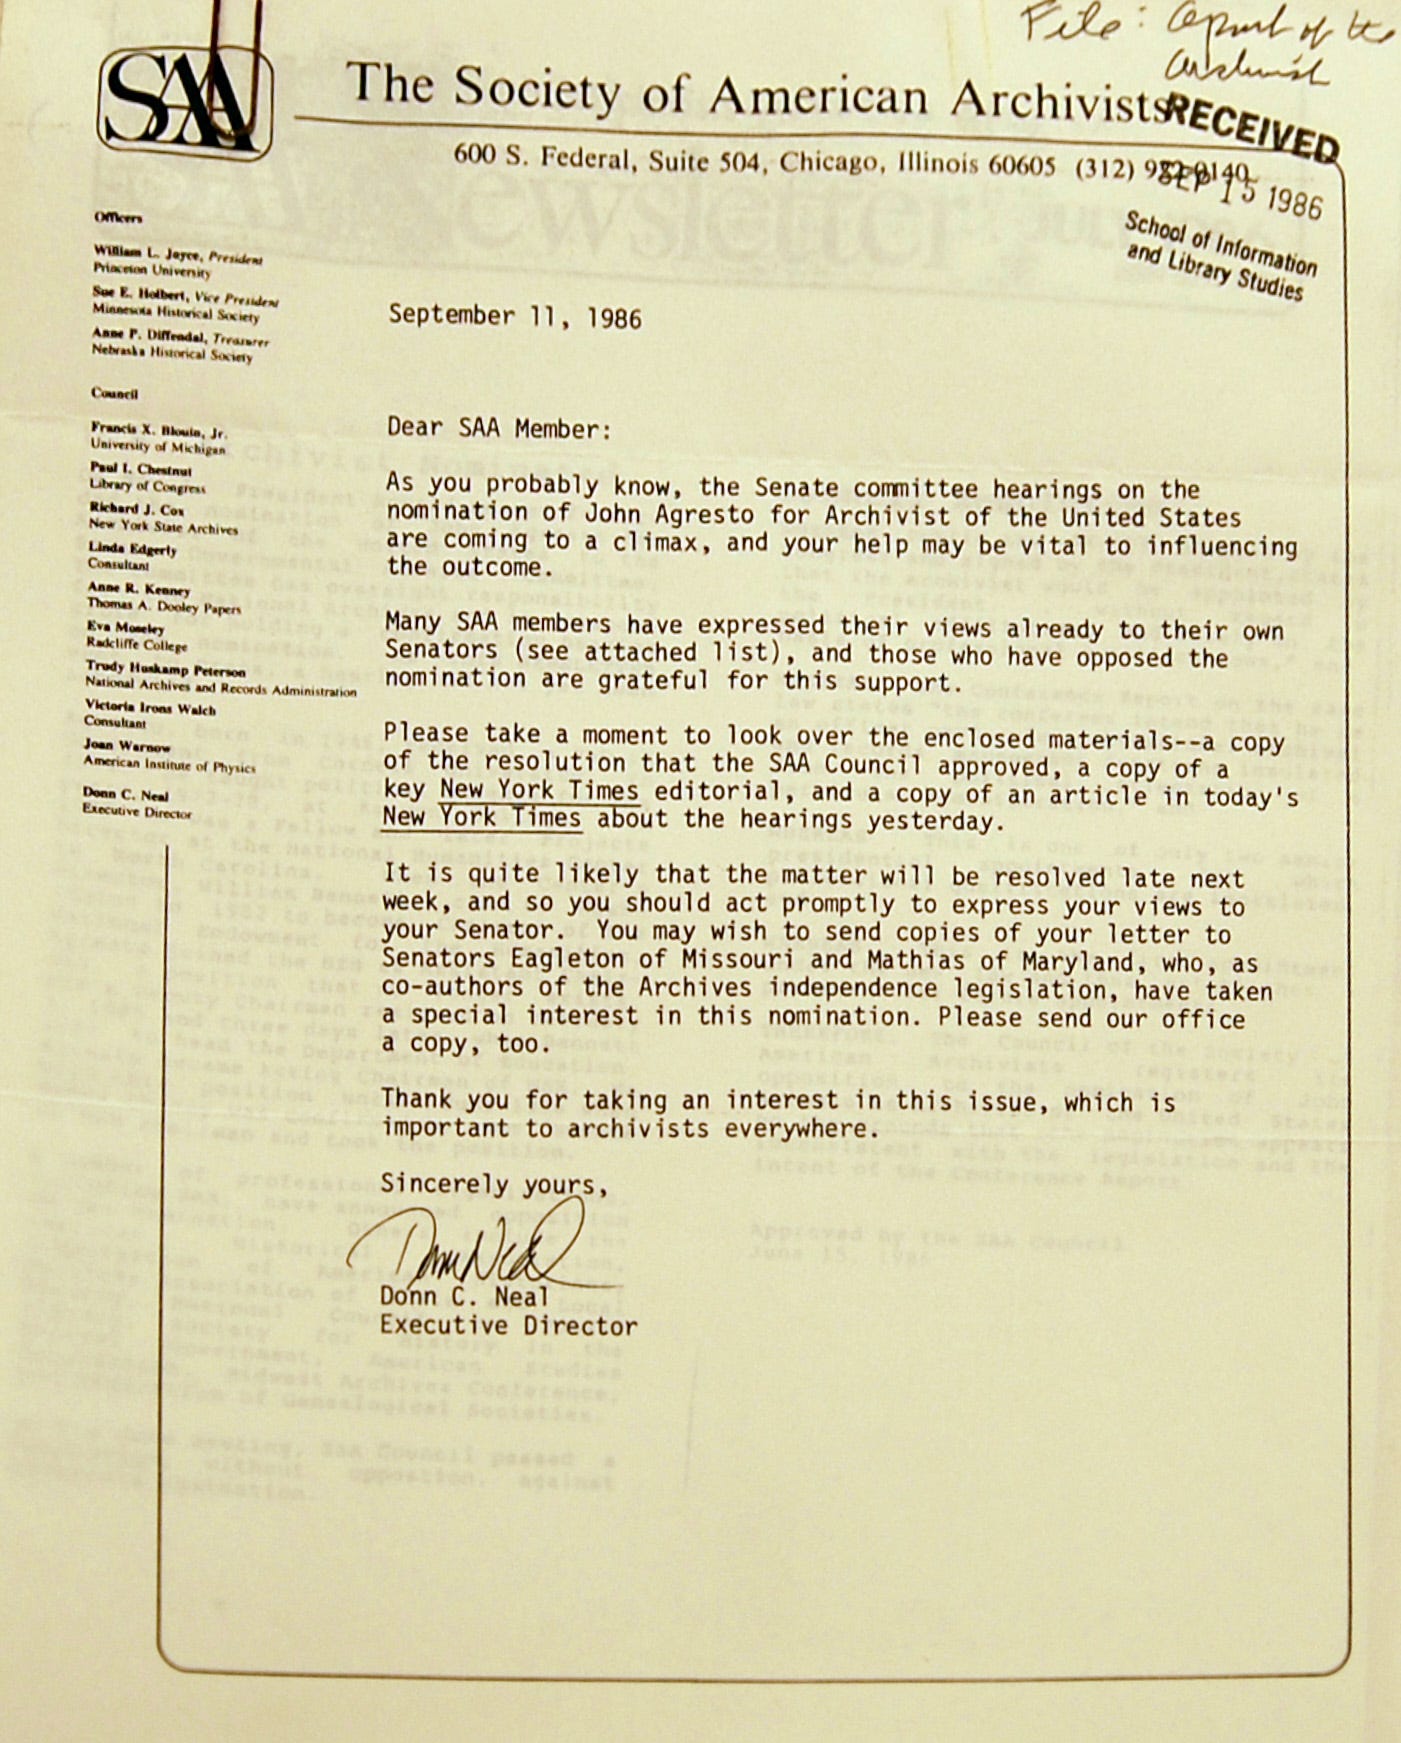 File: of the
Archivist
SAA
The Society of American Archivists
RECEIVED
600 S. Federal, Suite 504, Chicago, Illinois 60605 (312)
SEP 15 1986
School of Information
and Library Studies
Officers
William L. Joyce, President
Princeton University
Sue E. Holbert, Vice President
Minnesota Historical Society
Anne P. Diffendal, Treasurer
Nebraska Historical Society
Council
Francis X. Blouin, Jr.
University of Michigan
Paul I. Chestnut
Library of Congress
Richard J. Cox
New York State Archives
Linda Edgerly
Consultant
Anne R. Kenney
Thomas A. Dooley Papers
Eva Moseley
Radcliffe College
Trudy Huskamp Peterson
National Archives and Records Administration
Victoria Irons Walch
Consultant
Joan Warnow
American Institute of Physics
Donn C. Neal
Executive Director
September 11, 1986
Dear SAA Member:
As you probably know, the Senate committee hearings on the
nomination of John Agresto for Archivist of the United States
are coming to a climax, and your help may be vital to influencing
the outcome.
Many SAA members have expressed their views already to their own
Senators (see attached list), and those who have opposed the
nomination are grateful for this support.
Please take a moment to look over the enclosed materials--a copy
of the resolution that the SAA Council approved, a copy of a
key New York Times editorial, and a copy of an article in today's
New York Times about the hearings yesterday.
It is quite likely that the matter will be resolved late next
week, and so you should act promptly to express your views to
your Senator.  You may wish to send copies of your letter to
Senators Eagleton of Missouri and Mathias of Maryland, who, as
co-authors of the Archives independence legislation, have taken
a special interest in this nomination. Please send our office
a copy, too.
Thank you for taking an interest in this issue, which is
important to archivists everywhere.
Sincerely yours,
Donn Neal
Donn C. Neal
Executive Director